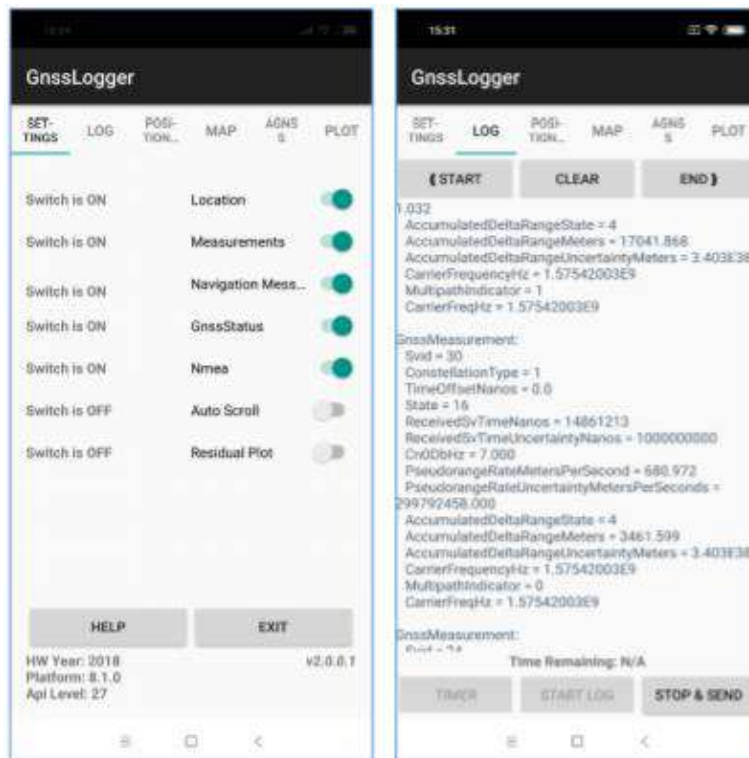 GnssLogger
SET-
TINGS
LOG
POSI-
TION...
MAP
AGNS
S
PLOT
Switch is ON Location
Switch is ON Measurements
Switch is ON Navigation Mess...
Switch is ON GnssStatus
Switch is ON Nmea
Switch is OFF Auto Scroll
Switch is OFF Residual Plot
HELP EXIT
HW Year: 2018 v2.0.0.1
Platform: 8.1.0
Api Level: 27
15:31
GnssLogger
SET-
TINGS
LOG
POSI-
TION...
MAP
AGNS
S
PLOT
❰START CLEAR END❱
1.032
AccumulatedDeltaRangeState = 4
AccumulatedDeltaRangeMeters = 17041.868
AccumulatedDeltaRangeUncertaintyMeters = 3.403E38
CarrierFrequencyHz = 1.57542003E9
MultipathIndicator = 1
CarrierFreqHz = 1.57542003E9
GnssMeasurement:
Svid = 30
ConstellationType = 1
TimeOffsetNanos = 0.0
State = 16
ReceivedSvTimeNanos = 14861213
ReceivedSvTimeUncertaintyNanos = 1000000000
Cn0DbHz = 7.000
PseudorangeRateMetersPerSecond = 680.972
PseudorangeRateUncertaintyMetersPerSeconds =
299792458.000
AccumulatedDeltaRangeState = 4
AccumulatedDeltaRangeMeters = 3461.599
AccumulatedDeltaRangeUncertaintyMeters = 3.403E38
CarrierFrequencyHz = 1.57542003E9
MultipathIndicator = 0
CarrierFreqHz = 1.57542003E9
GnssMeasurement:
Time Remaining: N/A
TIMER START LOG STOP & SEND